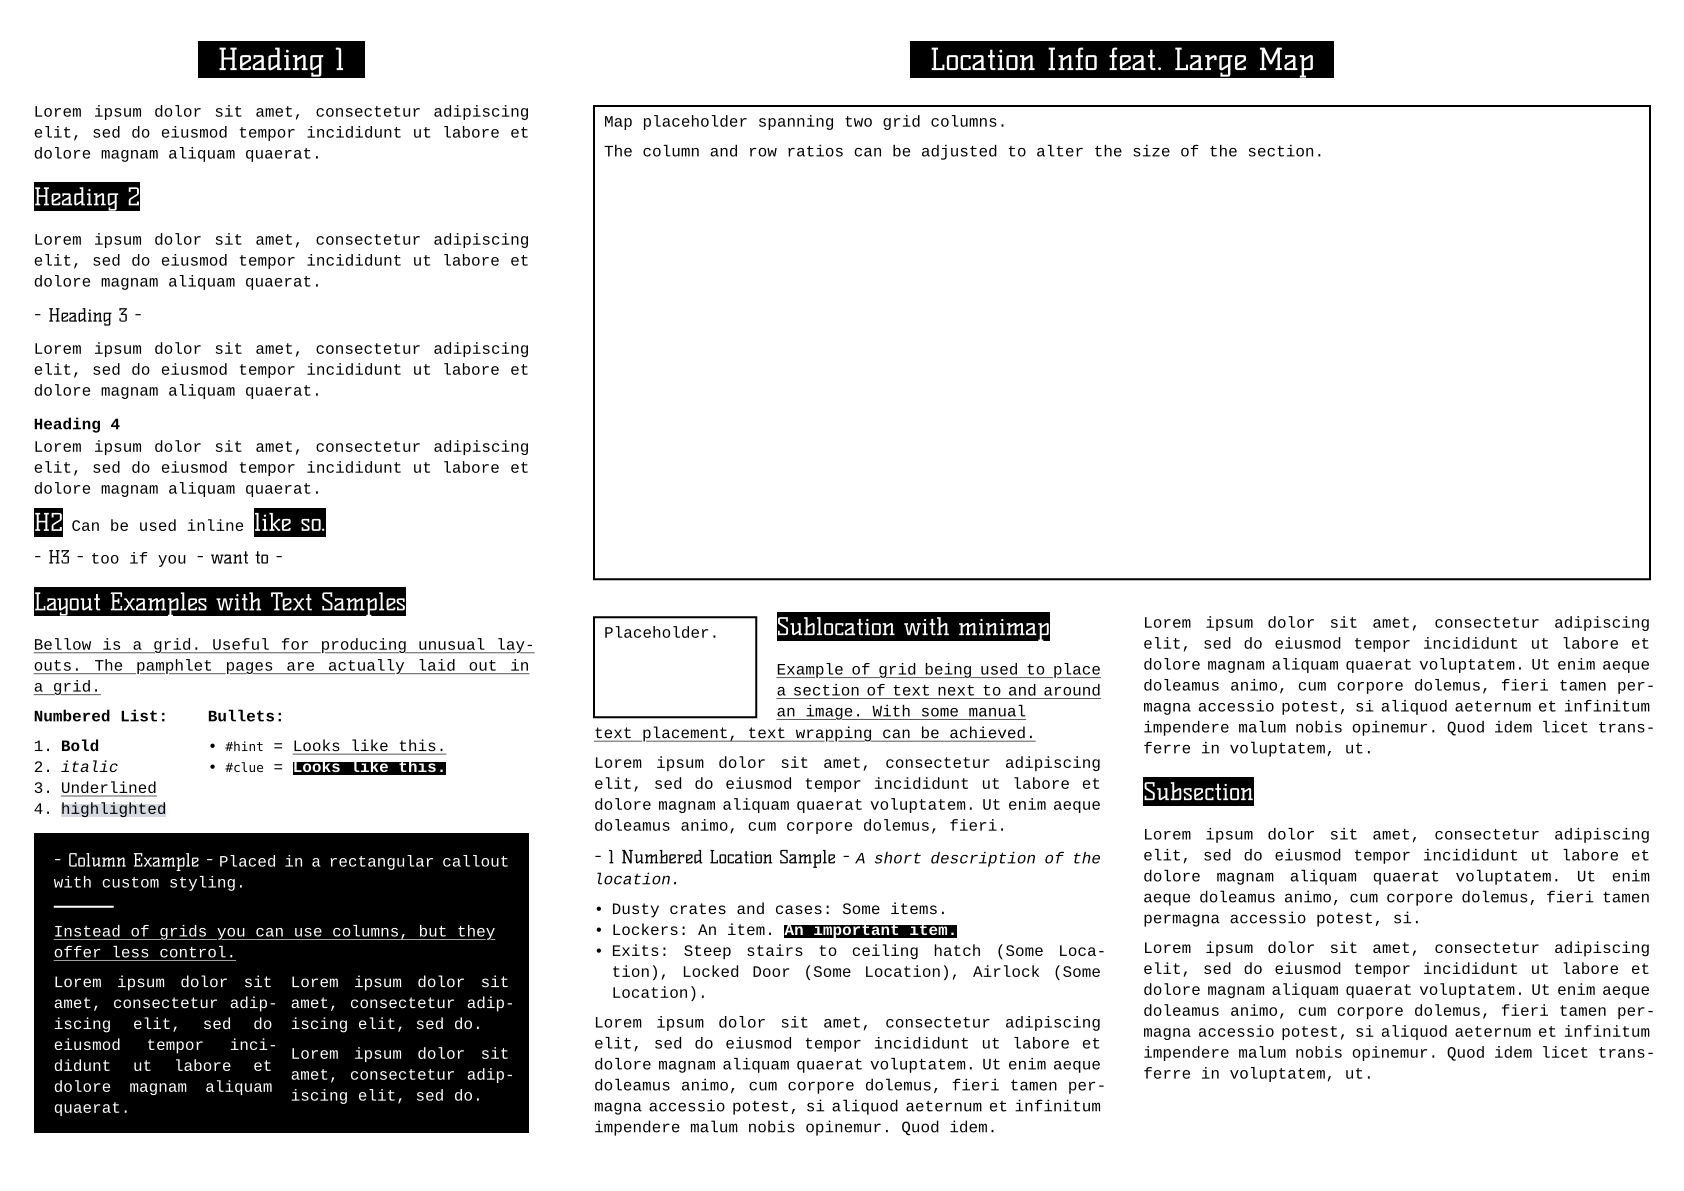 Heading 1
Lorem ipsum dolor sit amet, consectetur adipiscing
elit, sed do eiusmod tempor incididunt ut labore et
dolore magnam aliquam quaerat.
Heading 2
Lorem ipsum dolor sit amet, consectetur adipiscing
elit, sed do eiusmod tempor incididunt ut labore et
dolore magnam aliquam quaerat.
- Heading 3 -
Lorem ipsum dolor sit amet, consectetur adipiscing
elit, sed do eiusmod tempor incididunt ut labore et
dolore magnam aliquam quaerat.
Heading 4
Lorem ipsum dolor sit amet, consectetur adipiscing
elit, sed do eiusmod tempor incididunt ut labore et
dolore magnam aliquam quaerat.
H2 Can be used inline like so.
- H3 - too if you - want to -
Layout Examples with Text Samples
Bellow is a grid. Useful for producing unusual lay-
outs. The pamphlet pages are actually laid out in
a grid.
Numbered List:
1. Bold
2. italic
3. Underlined
4. highlighted
Bullets:
• #hint = Looks like this.
• #clue = Looks like this.
- Column Example - Placed in a rectangular callout
with custom styling.
Instead of grids you can use columns, but they
offer less control.
Lorem ipsum dolor sit
amet, consectetur adip-
iscing elit, sed do
eiusmod tempor inci-
didunt ut labore et
dolore magnam aliquam
quaerat.
Lorem ipsum dolor sit
amet, consectetur adip-
iscing elit, sed do.
Lorem ipsum dolor sit
amet, consectetur adip-
iscing elit, sed do.
Location Info feat. Large Map
Map placeholder spanning two grid columns.
The column and row ratios can be adjusted to alter the size of the section.
Placeholder.
Sublocation with minimap
Example of grid being used to place
a section of text next to and around
an image. With some manual
text placement, text wrapping can be achieved.
Lorem ipsum dolor sit amet, consectetur adipiscing
elit, sed do eiusmod tempor incididunt ut labore et
dolore magnam aliquam quaerat voluptatem. Ut enim aeque
doleamus animo, cum corpore dolemus, fieri.
- 1 Numbered Location Sample - A short description of the
location.
• Dusty crates and cases: Some items.
• Lockers: An item. An important item.
• Exits: Steep stairs to ceiling hatch (Some Loca-
tion), Locked Door (Some Location), Airlock (Some
Location).
Lorem ipsum dolor sit amet, consectetur adipiscing
elit, sed do eiusmod tempor incididunt ut labore et
dolore magnam aliquam quaerat voluptatem. Ut enim aeque
doleamus animo, cum corpore dolemus, fieri tamen per-
magna accessio potest, si aliquod aeternum et infinitum
impendere malum nobis opinemur. Quod idem.
Lorem ipsum dolor sit amet, consectetur adipiscing
elit, sed do eiusmod tempor incididunt ut labore et
dolore magnam aliquam quaerat voluptatem. Ut enim aeque
doleamus animo, cum corpore dolemus, fieri tamen per-
magna accessio potest, si aliquod aeternum et infinitum
impendere malum nobis opinemur. Quod idem licet trans-
ferre in voluptatem, ut.
Subsection
Lorem ipsum dolor sit amet, consectetur adipiscing
elit, sed do eiusmod tempor incididunt ut labore et
dolore magnam aliquam quaerat voluptatem. Ut enim
aeque doleamus animo, cum corpore dolemus, fieri tamen
permagna accessio potest, si.
Lorem ipsum dolor sit amet, consectetur adipiscing
elit, sed do eiusmod tempor incididunt ut labore et
dolore magnam aliquam quaerat voluptatem. Ut enim aeque
doleamus animo, cum corpore dolemus, fieri tamen per-
magna accessio potest, si aliquod aeternum et infinitum
impendere malum nobis opinemur. Quod idem licet trans-
ferre in voluptatem, ut.